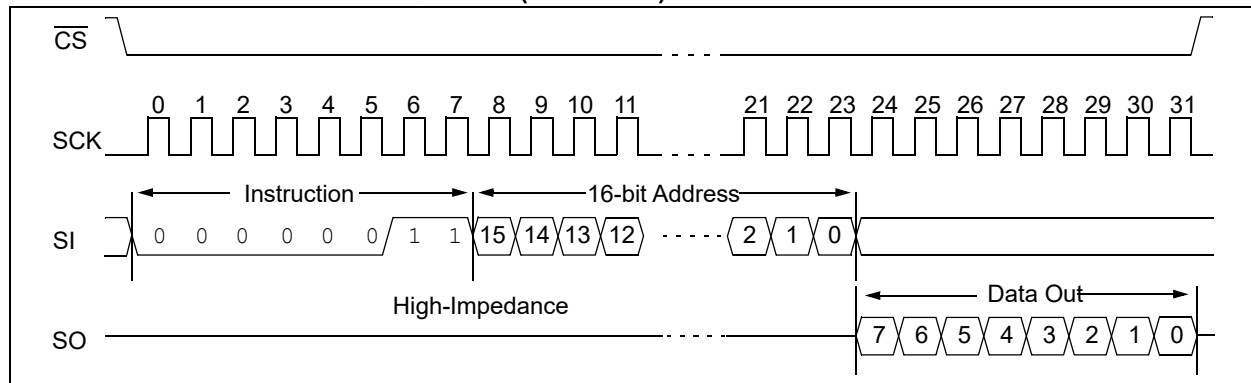 CS
0 1 2 3 4 5 6 7 8 9 10 11 21 22 23 24 25 26 27 28 29 30 31
SCK
Instruction 16-bit Address
SI 0 0 0 0 0 0 1 1 15 14 13 12 2 1 0
High-Impedance Data Out
SO 7 6 5 4 3 2 1 0